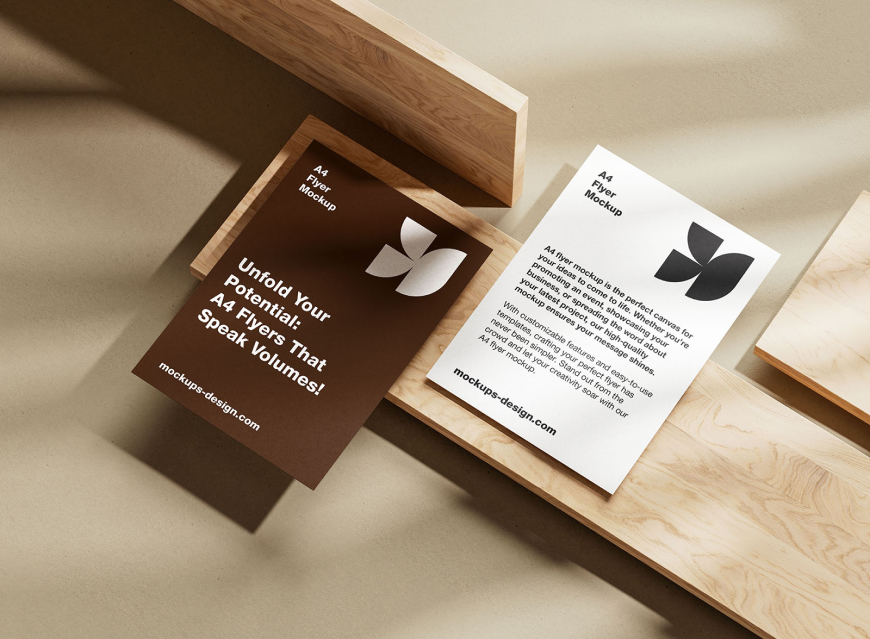 A4
Flyer
Mockup
Unfold Your
Potential:
A4 Flyers That
Speak Volumes!
mockups-design.com
A4
Flyer
Mockup
A4 flyer mockup is the perfect canvas for
your ideas to come to life. Whether you're
promoting an event, showcasing your
business, or spreading the word about
your latest project, our high-quality
mockup ensures your message shines.
With customizable features and easy-to-use
templates, crafting your perfect flyer has
never been simpler. Stand out from the
crowd and let your creativity soar with our
A4 flyer mockup.
mockups-design.com